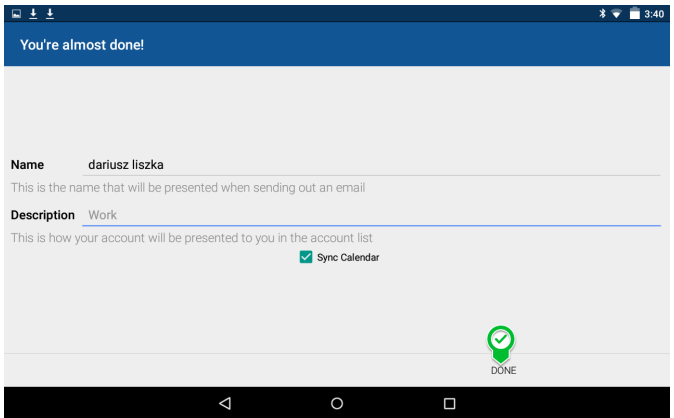 3:40
You're almost done!
Name dariusz liszka
This is the name that will be presented when sending out an email
Description Work
This is how your account will be presented to you in the account list
Sync Calendar
DONE